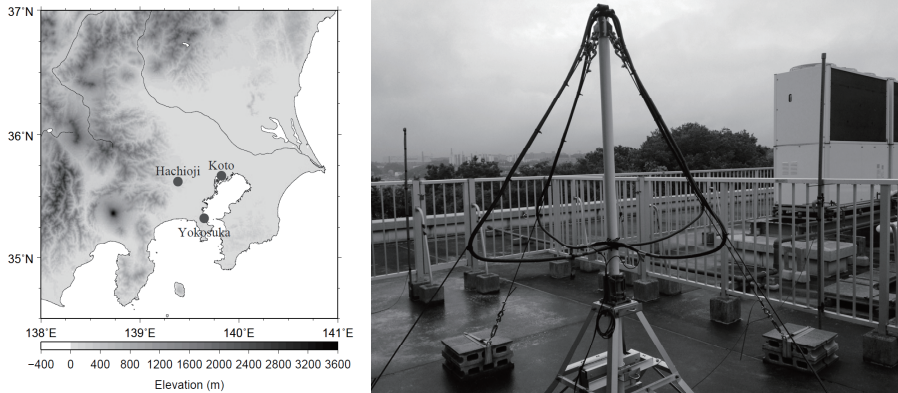 37˚N
36˚N
Hachioji
Koto
Yokosuka
35˚N
138˚E
139˚E
140˚E
141˚E
−400 0 400 800 1200 1600 2000 2400 2800 3200 3600
Elevation (m)